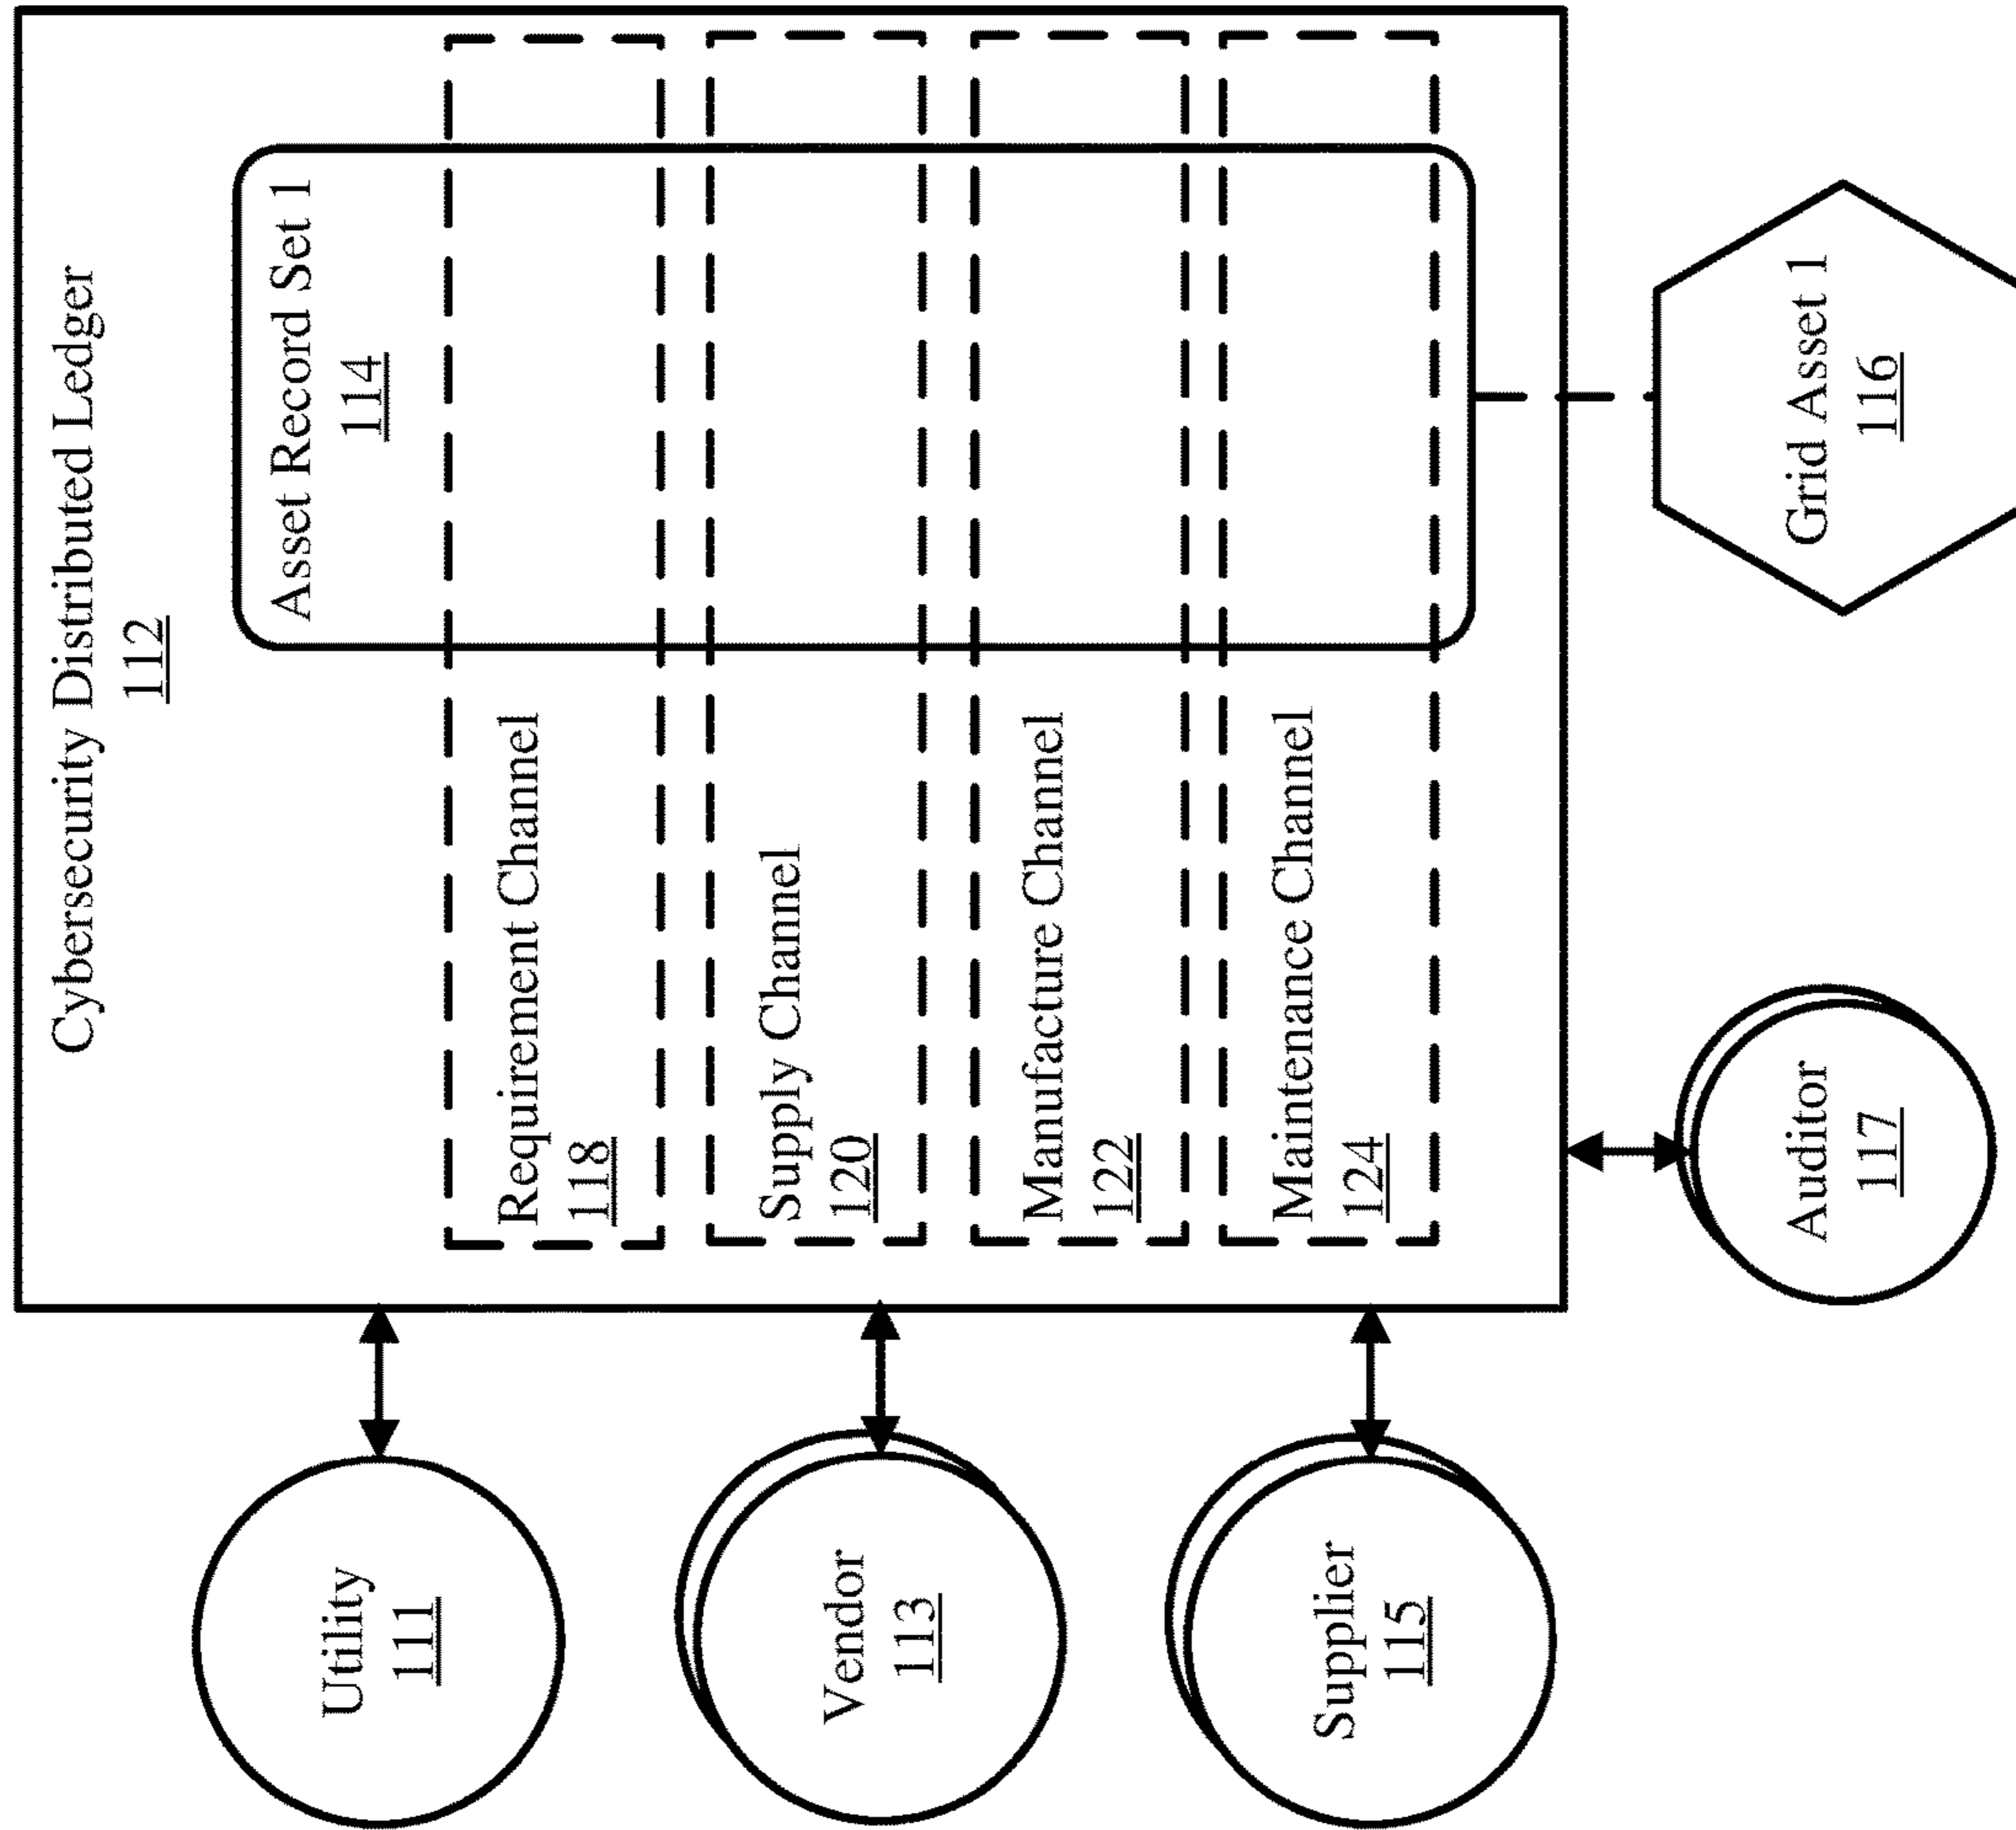 Cybersecurity Distributed Ledger
112
Asset Record Set 1
114
Requirement Channel
118
Supply Channel
120
Manufacture Channel
122
Maintenance Channel
124
Utility
111
Vendor
113
Supplier
115
Auditor
117
Grid Asset 1
116